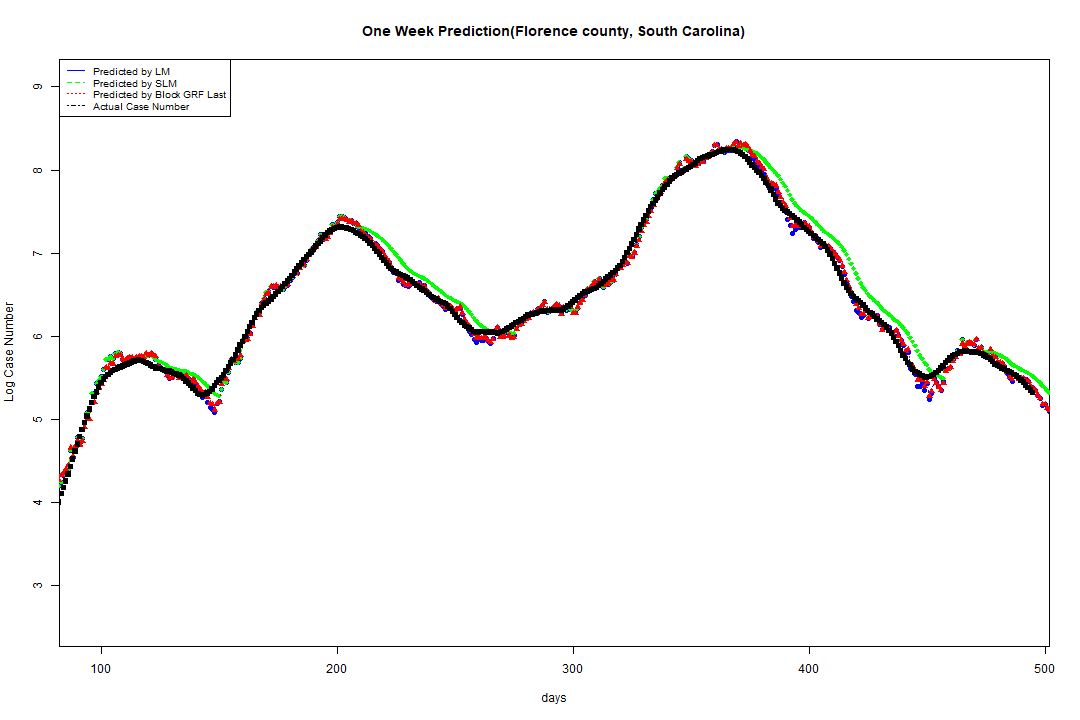 One Week Prediction(Florence county, South Carolina)
Predicted by LM
Predicted by SLM
Predicted by Block GRF Last
Actual Case Number
9
8
7
6
5
4
3
Log Case Number
100 200 300 400 500
days